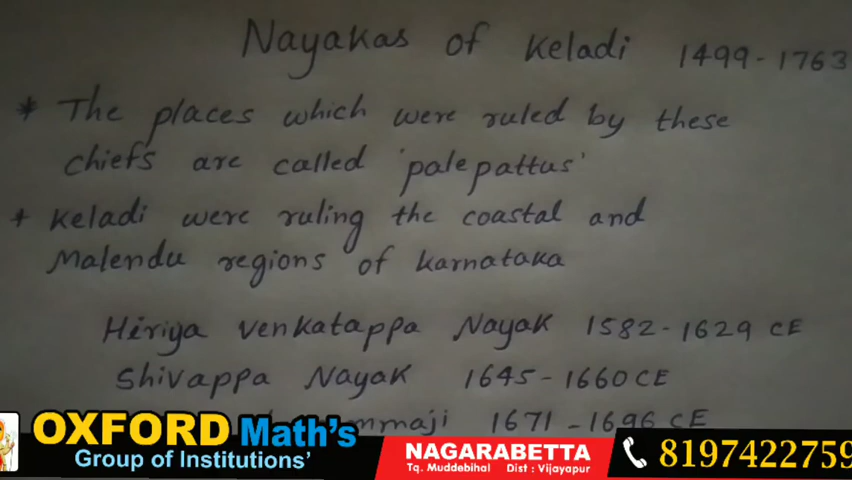 Nayakas of Keladi 1499-1763
* The places which were ruled by these
chiefs are called 'palepattus'
* Keladi were ruling the coastal and
Malendu regions of Karnataka
Hiriya Venkatappa Nayak 1582-1629 CE
Shivappa Nayak 1645-1660CE
1671-1696 CE
OXFORD Math's
Group of Institutions'
NAGARABETTA
Tq. Muddebihal Dist : Vijayapur
8197422759